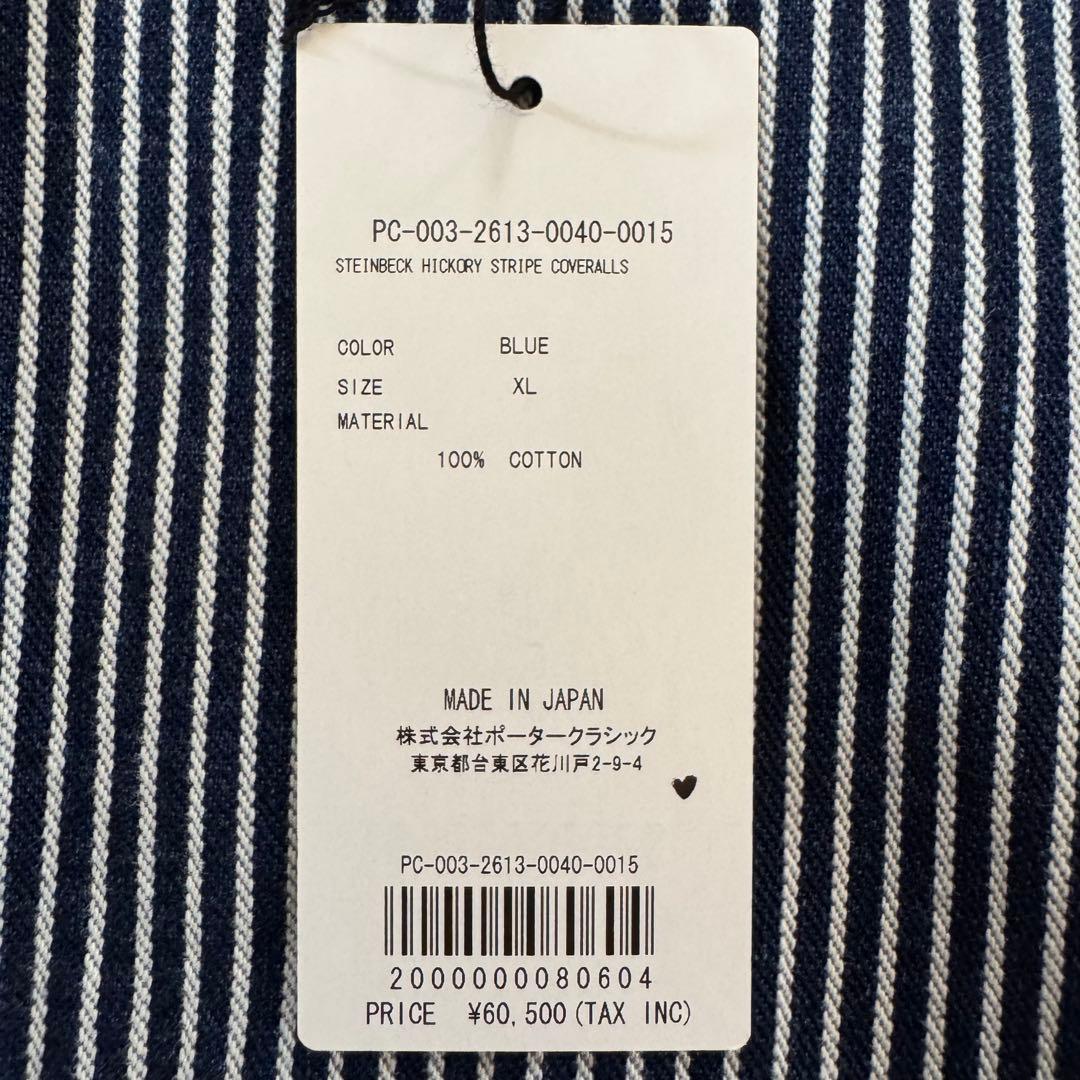 PC-003-2613-0040-0015
STEINBECK HICKORY STRIPE COVERALLS
COLOR BLUE
SIZE XL
MATERIAL
100% COTTON
MADE IN JAPAN
株式会社ポータークラシック
東京都台東区花川戸2-9-4
PC-003-2613-0040-0015
2000000080604
PRICE ¥60,500(TAX INC)